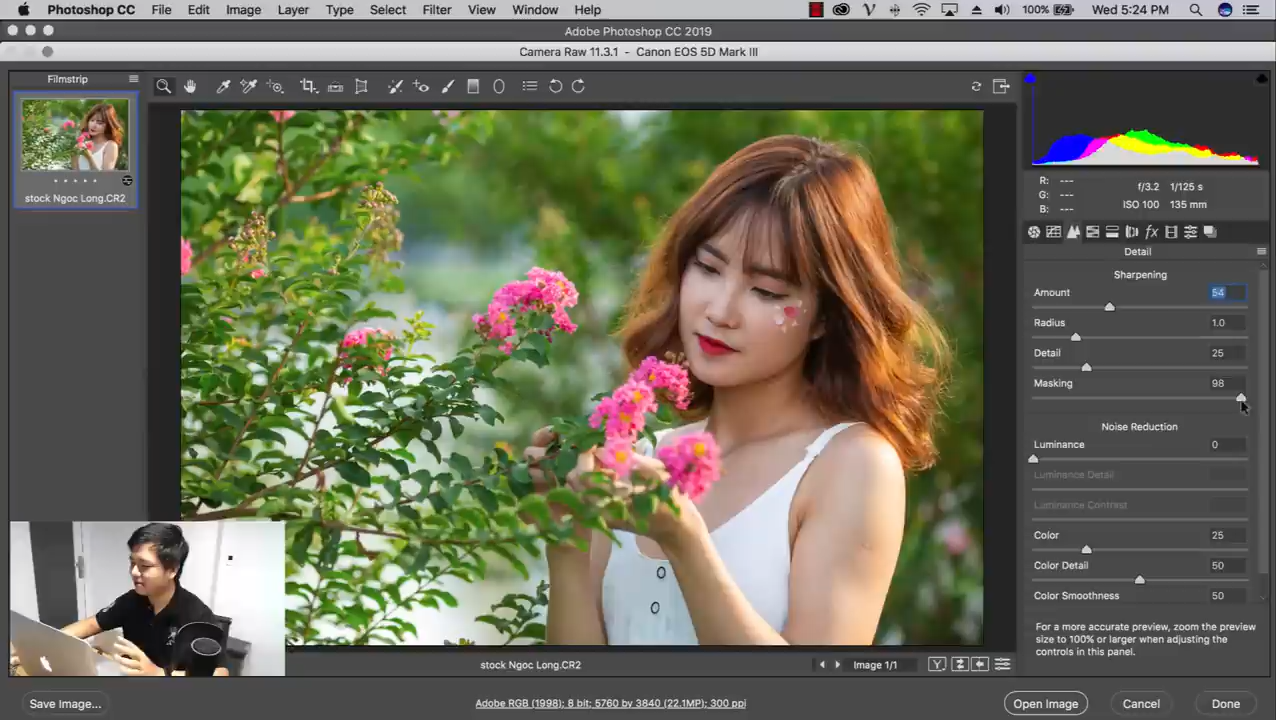 Photoshop CC File Edit Image Layer Type Select Filter View Window Help 100% Wed 5:24 PM
Adobe Photoshop CC 2019
Camera Raw 11.3.1 - Canon EOS 5D Mark III
Filmstrip
stock Ngoc Long.CR2
R: ---
G: ---
B: ---
f/3.2 1/125 s
ISO 100 135 mm
fx
Detail
Sharpening
Amount 54
Radius 1.0
Detail 25
Masking 98
Noise Reduction
Luminance 0
Luminance Detail
Luminance Contrast
Color 25
Color Detail 50
Color Smoothness 50
For a more accurate preview, zoom the preview
size to 100% or larger when adjusting the
controls in this panel.
stock Ngoc Long.CR2
Image 1/1
Y
Save Image...
Adobe RGB (1998); 8 bit; 5760 by 3840 (22.1MP); 300 ppi
Open Image
Cancel
Done